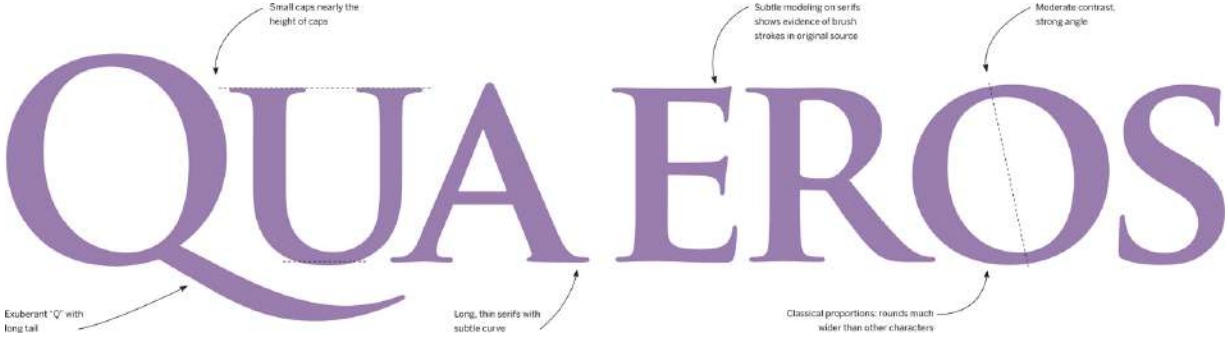 Small caps nearly the
height of caps
Subtle modeling on serifs
shows evidence of brush
strokes in original source
Moderate contrast,
strong angle
QUA EROS
Exuberant "Q" with
long tail
Long, thin serifs with
subtle curve
Classical proportions: rounds much
wider than other characters